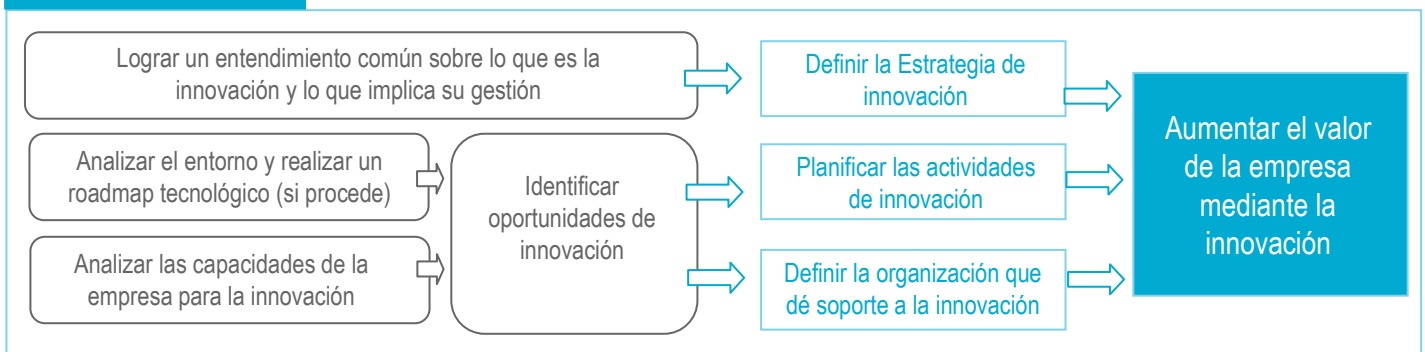 Lograr un entendimiento común sobre lo que es la
innovación y lo que implica su gestión
Definir la Estrategia de
innovación
Analizar el entorno y realizar un
roadmap tecnológico (si procede)
Identificar
oportunidades de
innovación
Planificar las actividades
de innovación
Analizar las capacidades de la
empresa para la innovación
Definir la organización que
dé soporte a la innovación
Aumentar el valor
de la empresa
mediante la
innovación